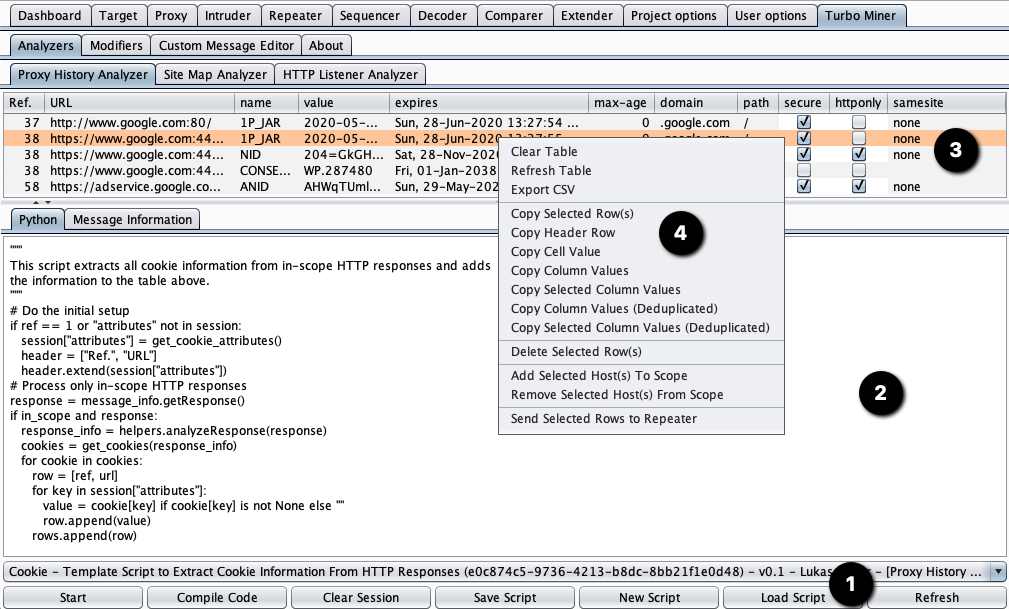 Dashboard Target Proxy Intruder Repeater Sequencer Decoder Comparer Extender Project options User options Turbo Miner
Analyzers Modifiers Custom Message Editor About
Proxy History Analyzer Site Map Analyzer HTTP Listener Analyzer
Ref. URL name value expires max-age domain path secure httponly samesite
37 http://www.google.com:80/ 1P_JAR 2020-05-... Sun, 28-Jun-2020 13:27:54 ... 0 .google.com / none
38 https://www.google.com:44... 1P_JAR 2020-05-... Sun, 28-Jun-2020 13:27:55 0 .google.com / none
38 https://www.google.com:44... NID 204=GkGH... Sat, 28-Nov-2020 none
38 https://www.google.com:44... CONSE... WP.287480 Fri, 01-Jan-2038
58 https://adservice.google.co... ANID AHWqTUml... Sun, 29-May-202 none
3
Clear Table
Refresh Table
Export CSV
Copy Selected Row(s)
Copy Header Row
Copy Cell Value
Copy Column Values
Copy Selected Column Values
Copy Column Values (Deduplicated)
Copy Selected Column Values (Deduplicated)
Delete Selected Row(s)
Add Selected Host(s) To Scope
Remove Selected Host(s) From Scope
Send Selected Rows to Repeater
4
Python Message Information
"""
This script extracts all cookie information from in-scope HTTP responses and adds
the information to the table above.
"""
# Do the initial setup
if ref == 1 or "attributes" not in session:
session["attributes"] = get_cookie_attributes()
header = ["Ref.", "URL"]
header.extend(session["attributes"])
# Process only in-scope HTTP responses
response = message_info.getResponse()
if in_scope and response:
response_info = helpers.analyzeResponse(response)
cookies = get_cookies(response_info)
for cookie in cookies:
row = [ref, url]
for key in session["attributes"]:
value = cookie[key] if cookie[key] is not None else ""
row.append(value)
rows.append(row)
2
Cookie - Template Script to Extract Cookie Information From HTTP Responses (e0c874c5-9736-4213-b8dc-8bb21f1e0d48) - v0.1 - Lukas - [Proxy History ...
1
Start Compile Code Clear Session Save Script New Script Load Script Refresh